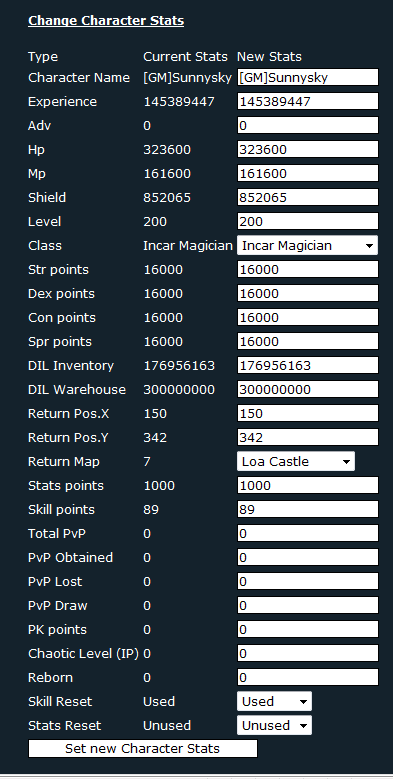 Change Character Stats
Type Current Stats New Stats
Character Name [GM]Sunnysky [GM]Sunnysky
Experience 145389447 145389447
Adv 0 0
Hp 323600 323600
Mp 161600 161600
Shield 852065 852065
Level 200 200
Class Incar Magician Incar Magician
Str points 16000 16000
Dex points 16000 16000
Con points 16000 16000
Spr points 16000 16000
DIL Inventory 176956163 176956163
DIL Warehouse 300000000 300000000
Return Pos.X 150 150
Return Pos.Y 342 342
Return Map 7 Loa Castle
Stats points 1000 1000
Skill points 89 89
Total PvP 0 0
PvP Obtained 0 0
PvP Lost 0 0
PvP Draw 0 0
PK points 0 0
Chaotic Level (IP) 0 0
Reborn 0 0
Skill Reset Used Used
Stats Reset Unused Unused
Set new Character Stats